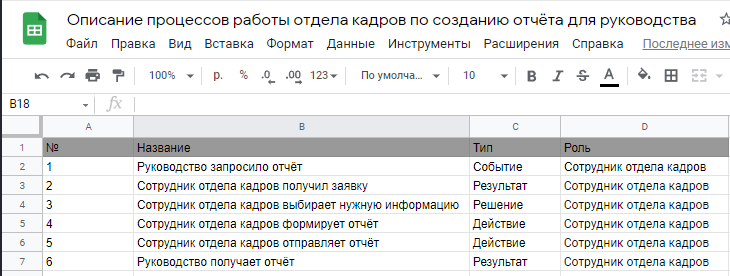 Описание процессов работы отдела кадров по созданию отчёта для руководства
Файл Правка Вид Вставка Формат Данные Инструменты Расширения Справка Последнее изм
100% р. % .0 .00 123 По умолча... 10 B I S A
B18 fx
A B C D
1 № Название Тип Роль
2 1 Руководство запросило отчёт Событие Сотрудник отдела кадров
3 2 Сотрудник отдела кадров получил заявку Результат Сотрудник отдела кадров
4 3 Сотрудник отдела кадров выбирает нужную информацию Решение Сотрудник отдела кадров
5 4 Сотрудник отдела кадров формирует отчёт Действие Сотрудник отдела кадров
6 5 Сотрудник отдела кадров отправляет отчёт Действие Сотрудник отдела кадров
7 6 Руководство получает отчёт Результат Сотрудник отдела кадров